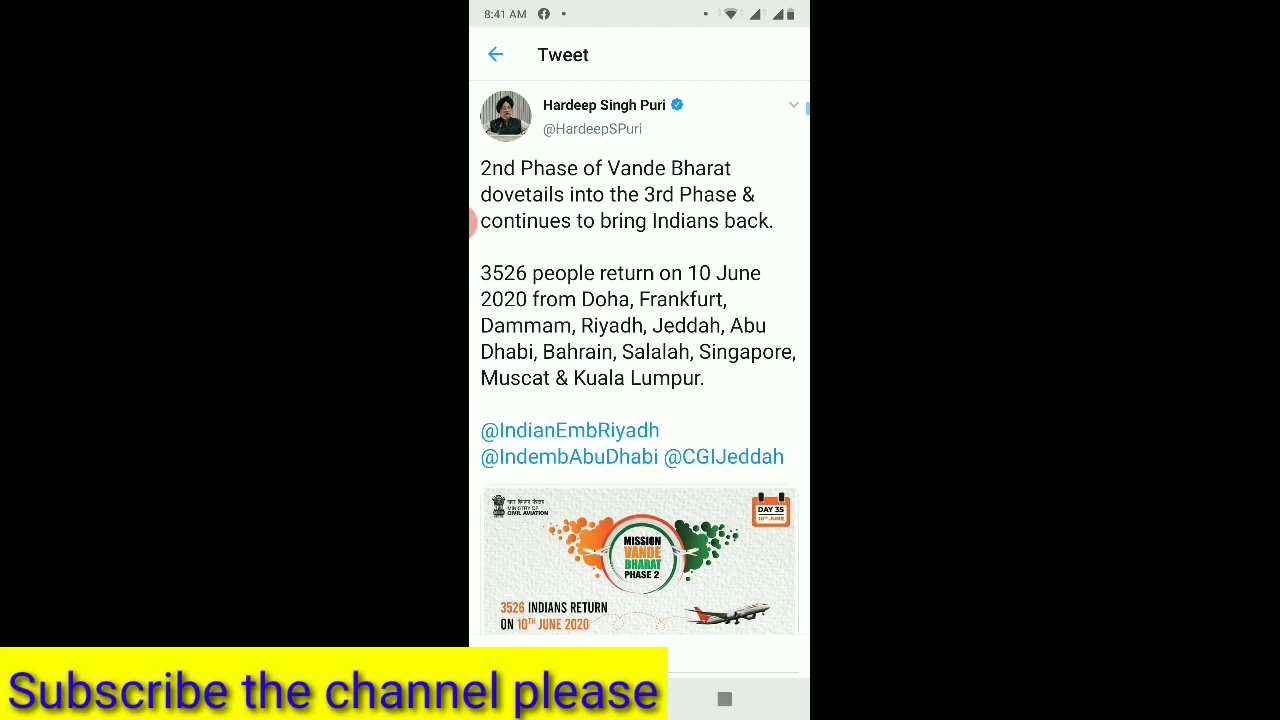 8:41 AM
Tweet
Hardeep Singh Puri
@HardeepSPuri
2nd Phase of Vande Bharat
dovetails into the 3rd Phase &
continues to bring Indians back.
3526 people return on 10 June
2020 from Doha, Frankfurt,
Dammam, Riyadh, Jeddah, Abu
Dhabi, Bahrain, Salalah, Singapore,
Muscat & Kuala Lumpur.
@IndianEmbRiyadh
@IndembAbuDhabi @CGIJeddah
MINISTRY OF
CIVIL AVIATION
DAY 35
10TH JUNE
MISSION
VANDE
BHARAT
PHASE 2
3526 INDIANS RETURN
ON 10TH JUNE 2020
Subscribe the channel please